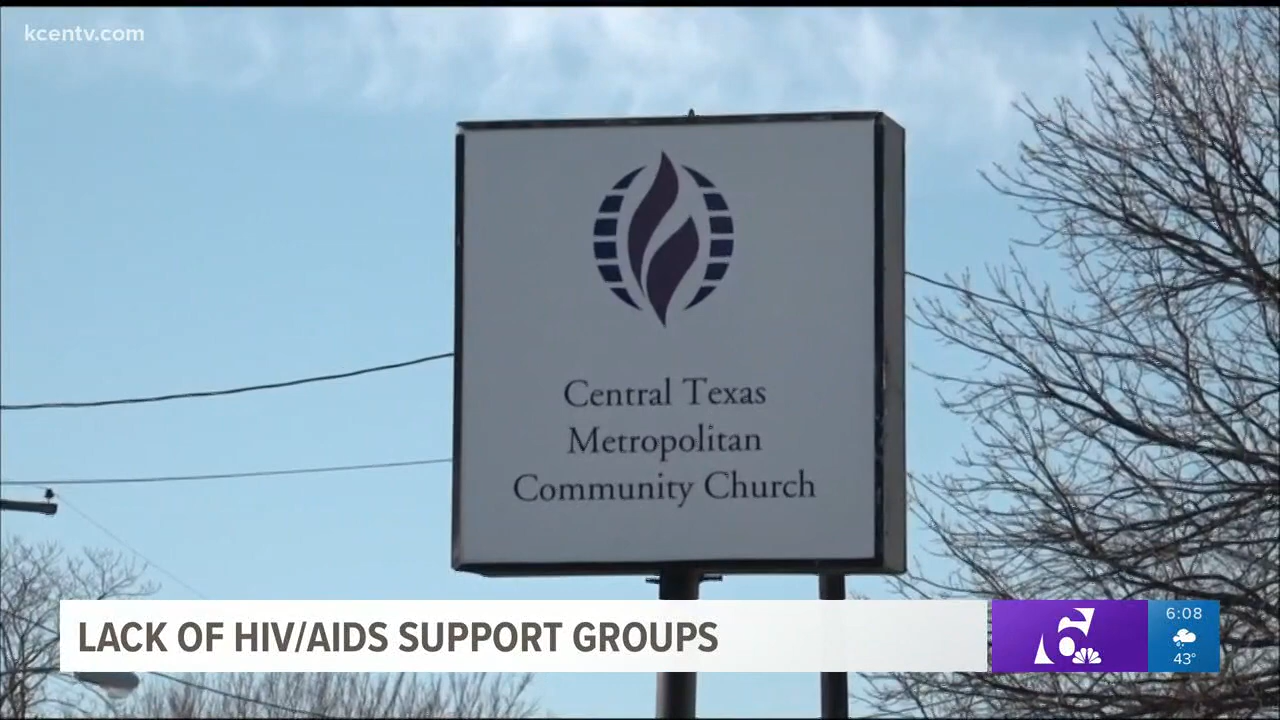 kcentv.com
Central Texas
Metropolitan
Community Church
LACK OF HIV/AIDS SUPPORT GROUPS
6
6:08
43°